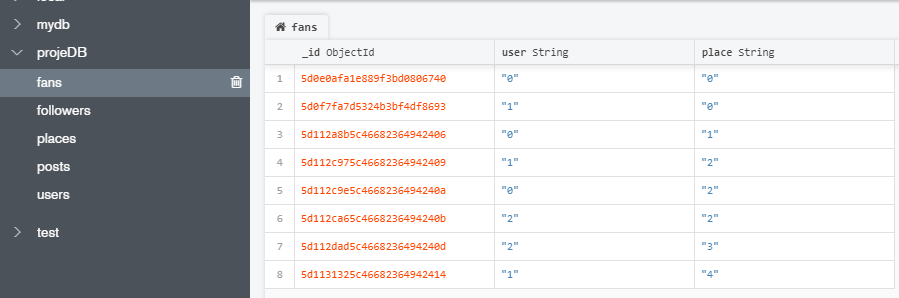 local
mydb
projeDB
fans
followers
places
posts
users
test
fans
_id ObjectId user String place String
1 5d0e0afa1e889f3bd0806740 "0" "0"
2 5d0f7fa7d5324b3bf4df8693 "1" "0"
3 5d112a8b5c46682364942406 "0" "1"
4 5d112c975c46682364942409 "1" "2"
5 5d112c9e5c4668236494240a "0" "2"
6 5d112ca65c4668236494240b "2" "2"
7 5d112dad5c4668236494240d "2" "3"
8 5d1131325c46682364942414 "1" "4"